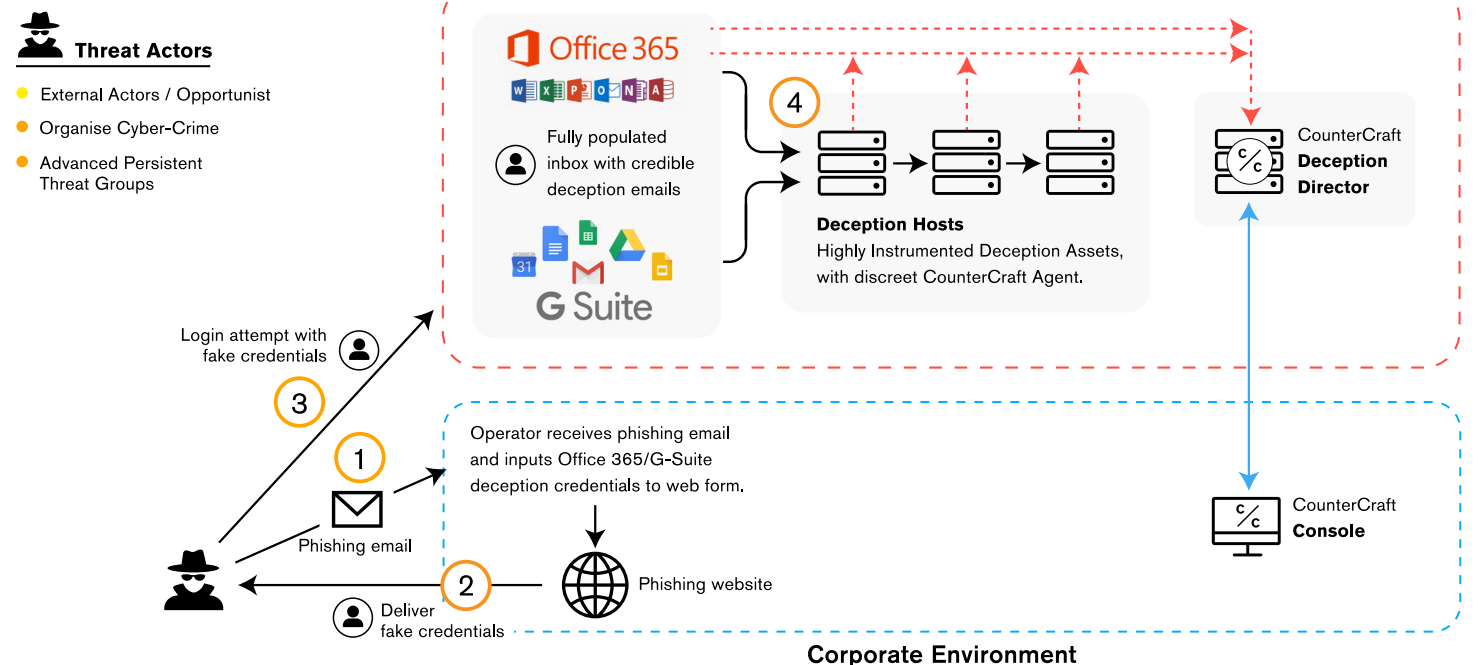 Threat Actors
External Actors / Opportunist
Organise Cyber-Crime
Advanced Persistent
Threat Groups
Office 365
W X P O N A
Fully populated
inbox with credible
deception emails
31
G Suite
4
Deception Hosts
Highly Instrumented Deception Assets,
with discreet CounterCraft Agent.
C/C
CounterCraft
Deception
Director
Login attempt with
fake credentials
3
1
Phishing email
Operator receives phishing email
and inputs Office 365/G-Suite
deception credentials to web form.
Phishing website
2
Deliver
fake credentials
C/C
CounterCraft
Console
Corporate Environment